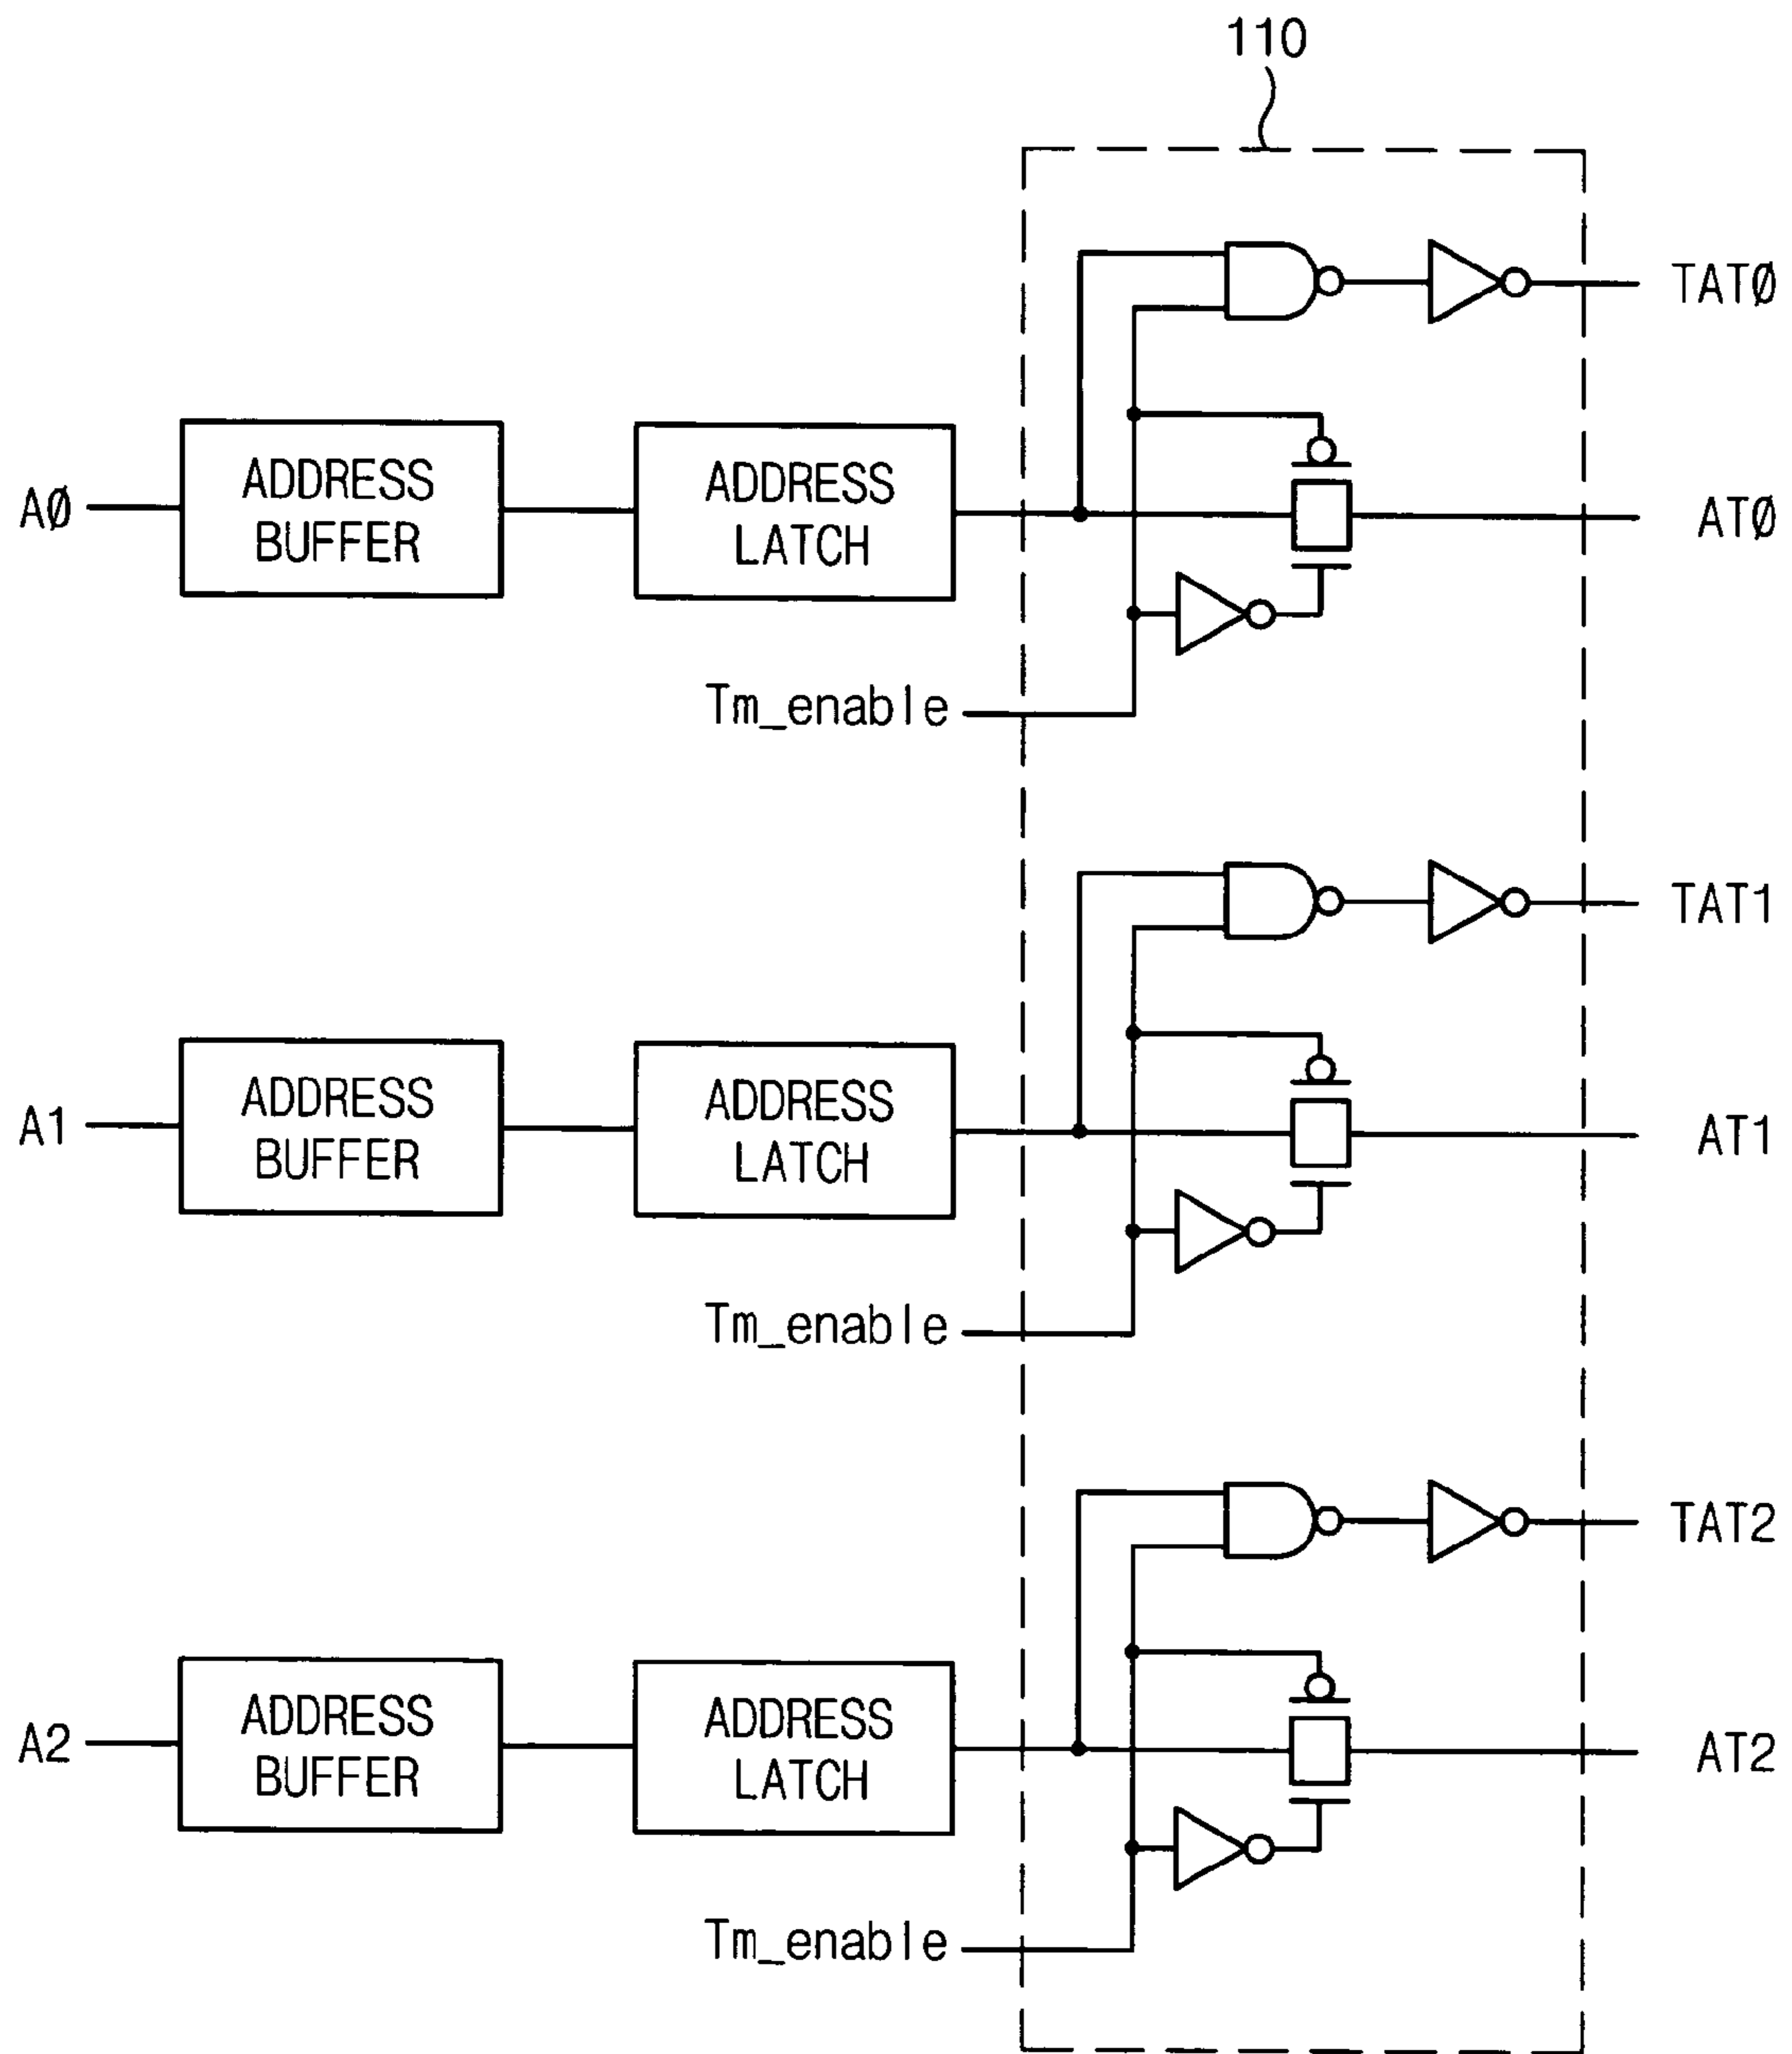 110
TATØ
AØ
ADDRESS
BUFFER
ADDRESS
LATCH
ATØ
Tm_enable
TAT1
A1
ADDRESS
BUFFER
ADDRESS
LATCH
AT1
Tm_enable
TAT2
A2
ADDRESS
BUFFER
ADDRESS
LATCH
AT2
Tm_enable